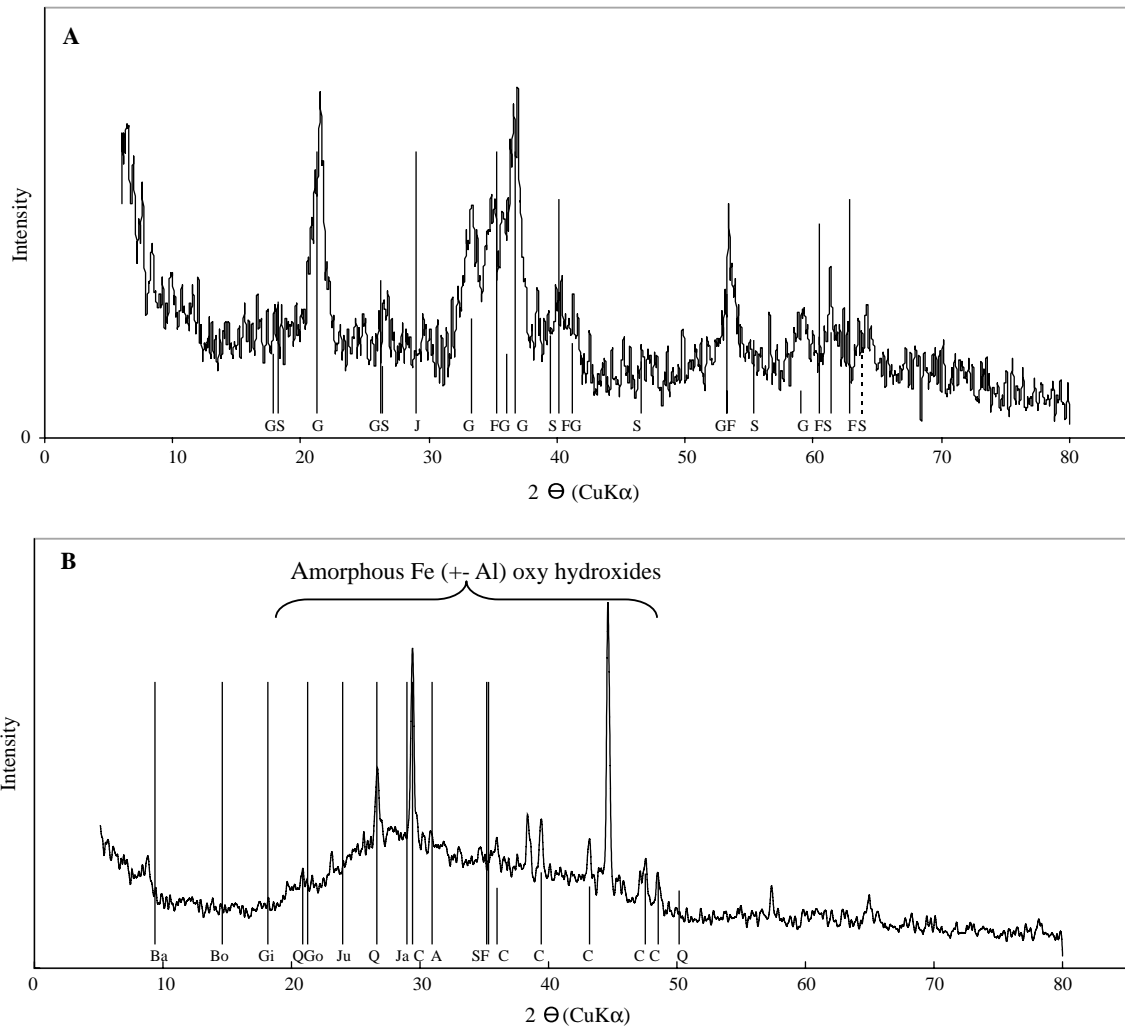 A
Intensity
GS G GS J G FG G S FG S GF S G FS F S
0
10 20 30 40 50 60 70 80
2 Θ (CuKα)
B
Amorphous Fe (+- Al) oxy hydroxides
Intensity
Ba Bo Gi QGo Ju Q Ja C A SF C C C C C Q
0 10 20 30 40 50 60 70 80
2 Θ (CuKα)